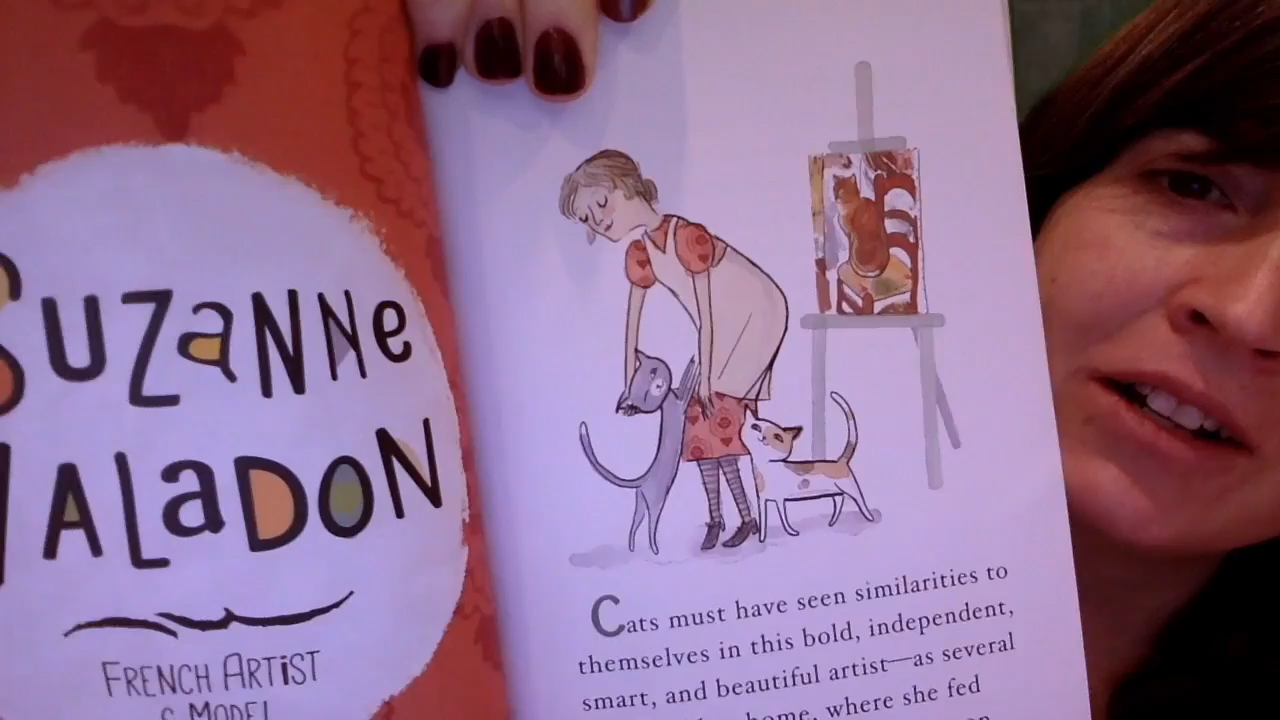 Suzanne
Valadon
French Artist
& Model
Cats must have seen similarities to
themselves in this bold, independent,
smart, and beautiful artist—as several
home, where she fed